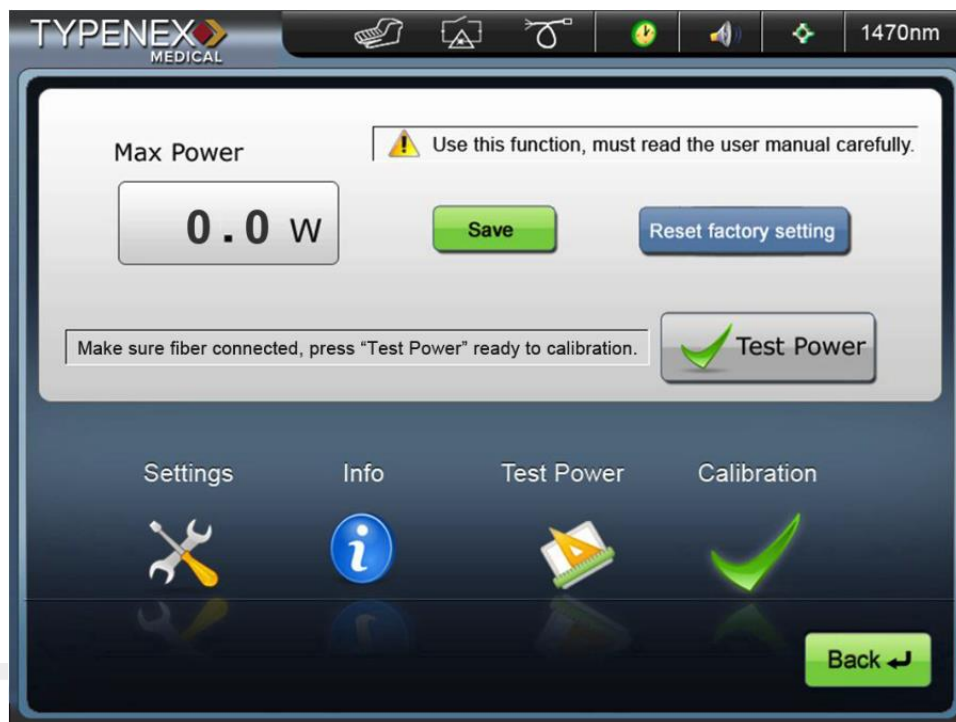 TYPENEX
MEDICAL
1470nm
Max Power
Use this function, must read the user manual carefully.
0.0 W
Save
Reset factory setting
Make sure fiber connected, press “Test Power” ready to calibration.
Test Power
Settings
Info
Test Power
Calibration
Back